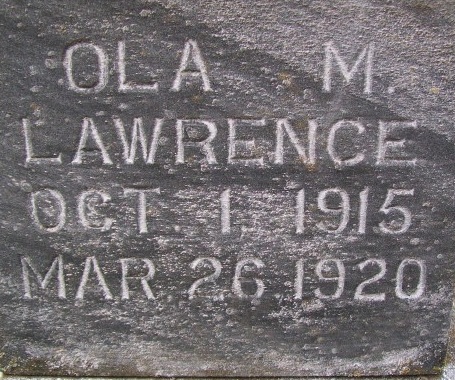 OLA M.
LAWRENCE
OCT. 1, 1915
MAR. 26, 1920